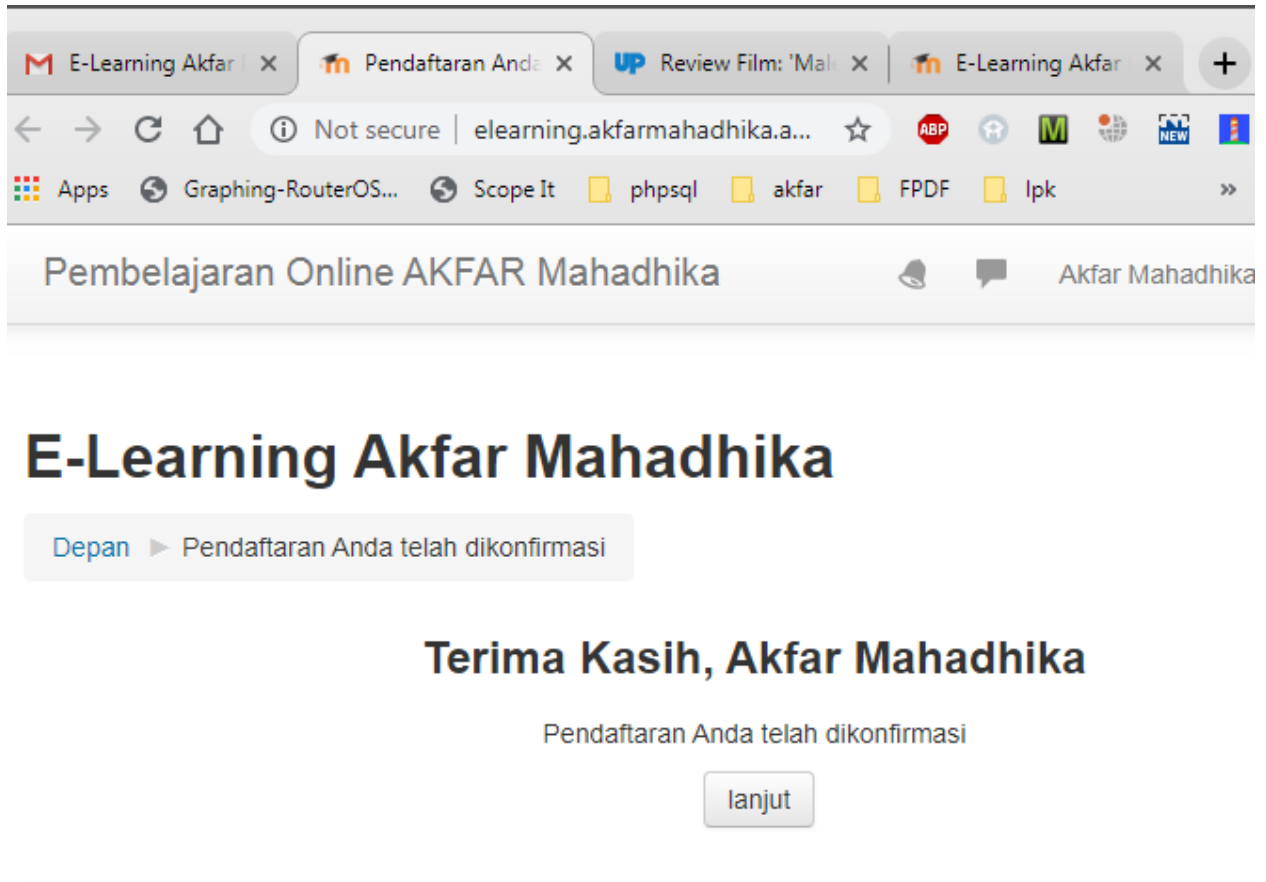 E-Learning Akfar
Pendaftaran Anda
UP Review Film: 'Mal
E-Learning Akfar
Not secure | elearning.akfarmahadhika.a...
ABP
M
NEW
Apps
Graphing-RouterOS...
Scope It
phpsql
akfar
FPDF
lpk
»
Pembelajaran Online AKFAR Mahadhika
Akfar Mahadhika
E-Learning Akfar Mahadhika
Depan ► Pendaftaran Anda telah dikonfirmasi
Terima Kasih, Akfar Mahadhika
Pendaftaran Anda telah dikonfirmasi
lanjut